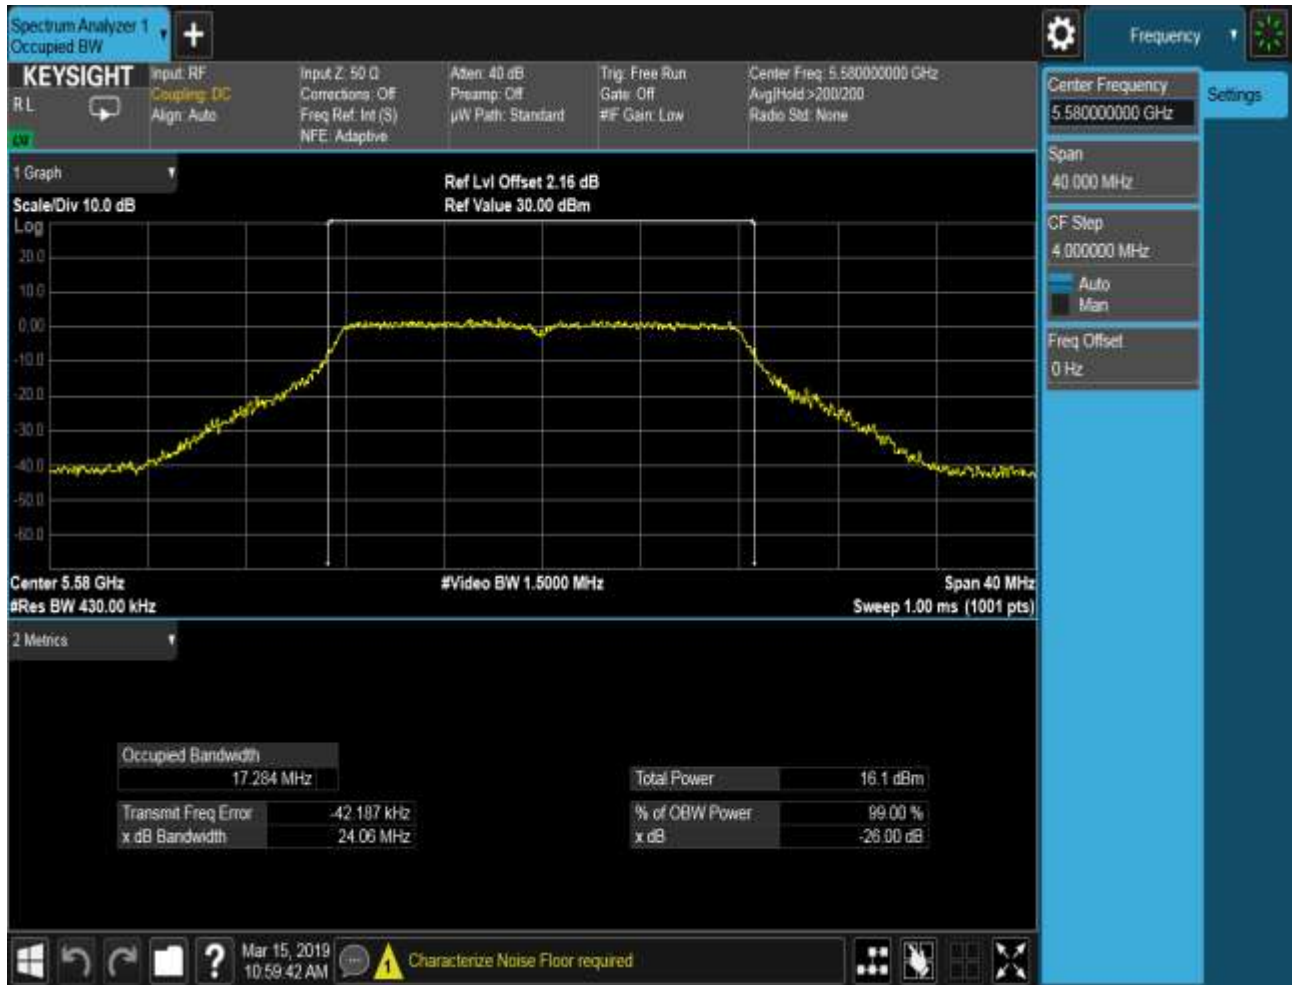 Spectrum Analyzer 1
Occupied BW
Frequency
KEYSIGHT
R L
Input: RF
Coupling: DC
Align: Auto
Input Z: 50 Ω
Corrections: Off
Freq Ref: Int (S)
NFE: Adaptive
Atten: 40 dB
Preamp: Off
µW Path: Standard
Trig: Free Run
Gate: Off
#IF Gain: Low
Center Freq: 5.580000000 GHz
Avg|Hold:>200/200
Radio Std: None
Center Frequency
5.580000000 GHz
Settings
Span
40.000 MHz
CF Step
4.000000 MHz
Auto
Man
Freq Offset
0 Hz
1 Graph
Scale/Div 10.0 dB
Ref Lvl Offset 2.16 dB
Ref Value 30.00 dBm
Log
20.0
10.0
0.00
-10.0
-20.0
-30.0
-40.0
-50.0
-60.0
Center 5.58 GHz
#Video BW 1.5000 MHz
Span 40 MHz
#Res BW 430.00 kHz
Sweep 1.00 ms (1001 pts)
2 Metrics
Occupied Bandwidth
17.284 MHz
Total Power 16.1 dBm
Transmit Freq Error -42.187 kHz
% of OBW Power 99.00 %
x dB Bandwidth 24.06 MHz
x dB -26.00 dB
?
Mar 15, 2019
10:59:42 AM
1
Characterize Noise Floor required